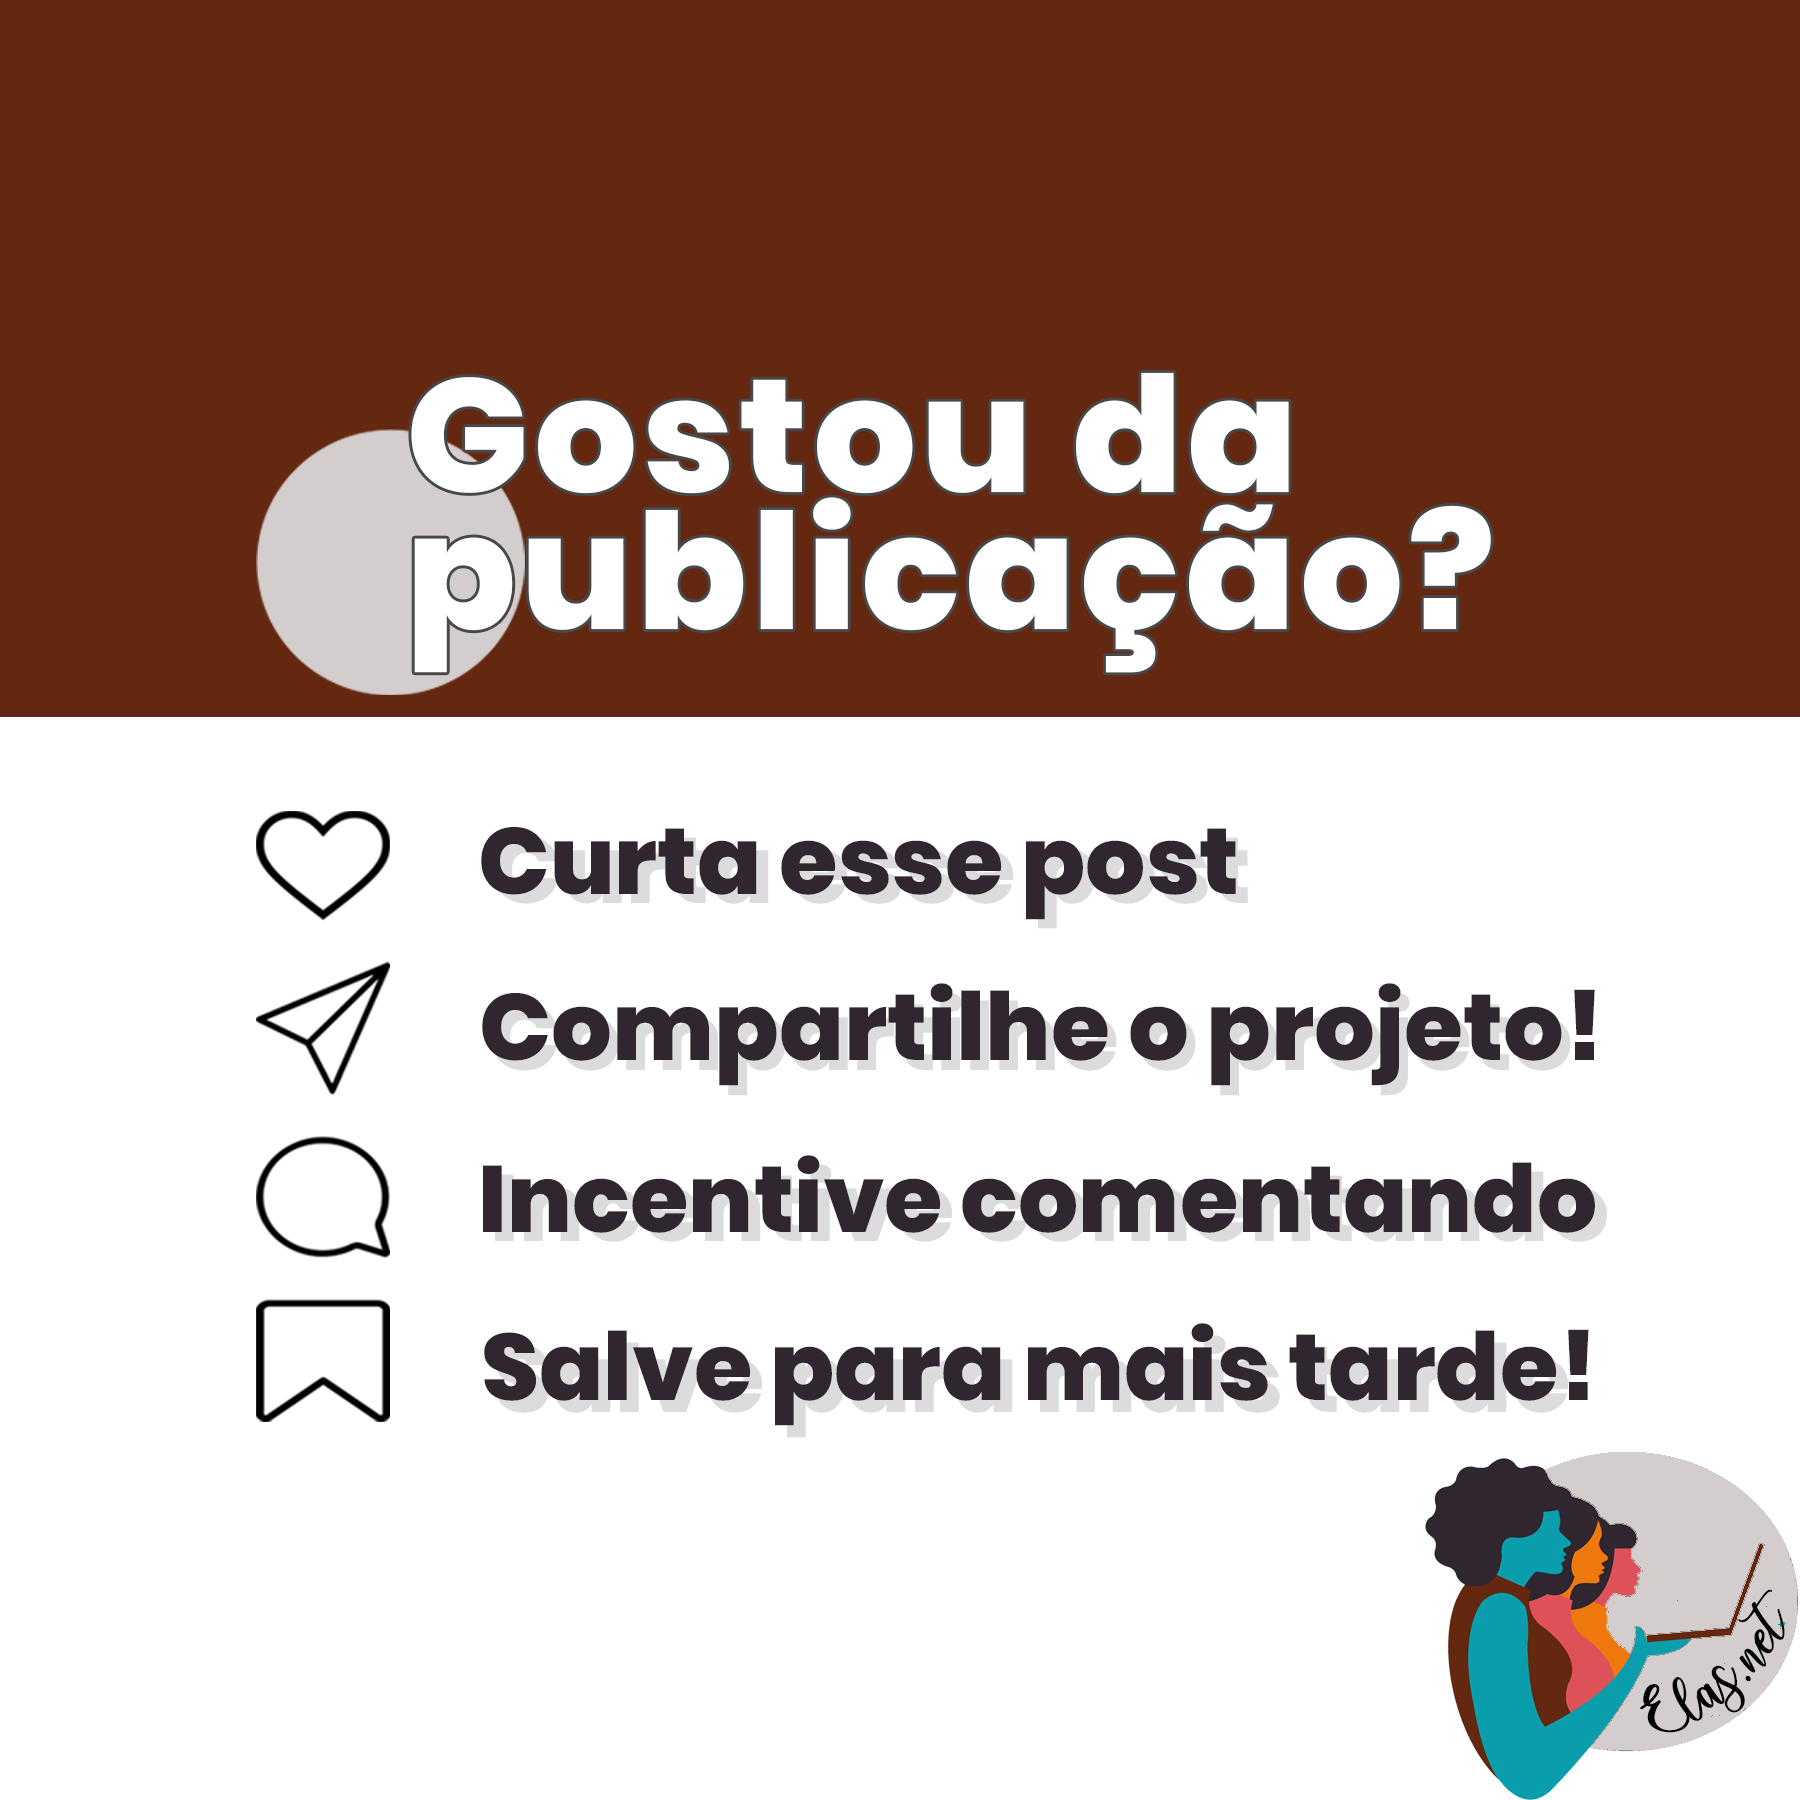 Gostou da
publicação?
Curta esse post
Compartilhe o projeto!
Incentive comentando
Salve para mais tarde!
Elas.net